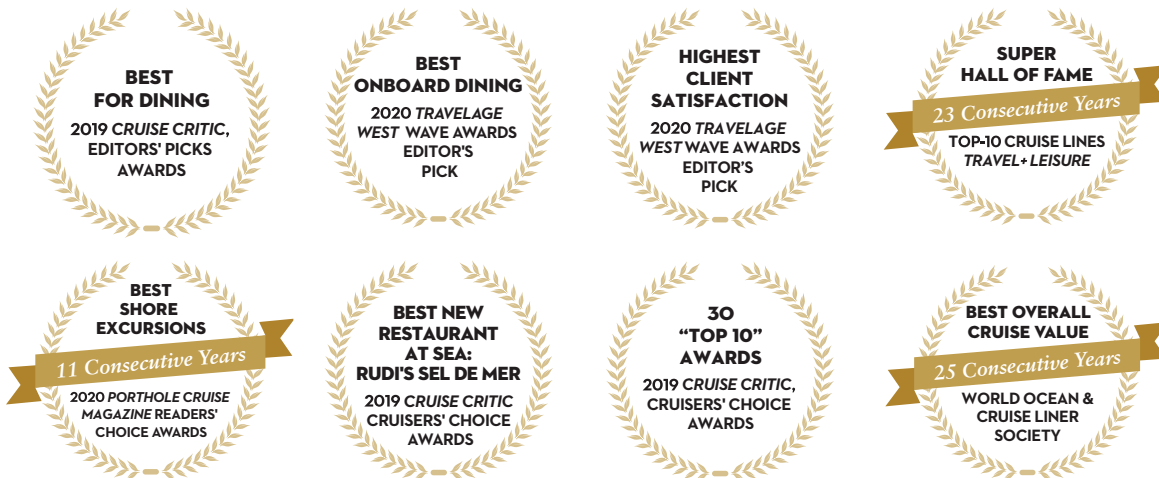 BEST
FOR DINING
2019 CRUISE CRITIC,
EDITORS' PICKS
AWARDS
BEST
ONBOARD DINING
2020 TRAVELAGE
WEST WAVE AWARDS
EDITOR'S
PICK
HIGHEST
CLIENT
SATISFACTION
2020 TRAVELAGE
WEST WAVE AWARDS
EDITOR’S
PICK
SUPER
HALL OF FAME
23 Consecutive Years
TOP-10 CRUISE LINES
TRAVEL+ LEISURE
BEST
SHORE
EXCURSIONS
11 Consecutive Years
2020 PORTHOLE CRUISE
MAGAZINE READERS'
CHOICE AWARDS
BEST NEW
RESTAURANT
AT SEA:
RUDI'S SEL DE MER
2019 CRUISE CRITIC
CRUISERS' CHOICE
AWARDS
30
“TOP 10”
AWARDS
2019 CRUISE CRITIC,
CRUISERS' CHOICE
AWARDS
BEST OVERALL
CRUISE VALUE
25 Consecutive Years
WORLD OCEAN &
CRUISE LINER
SOCIETY